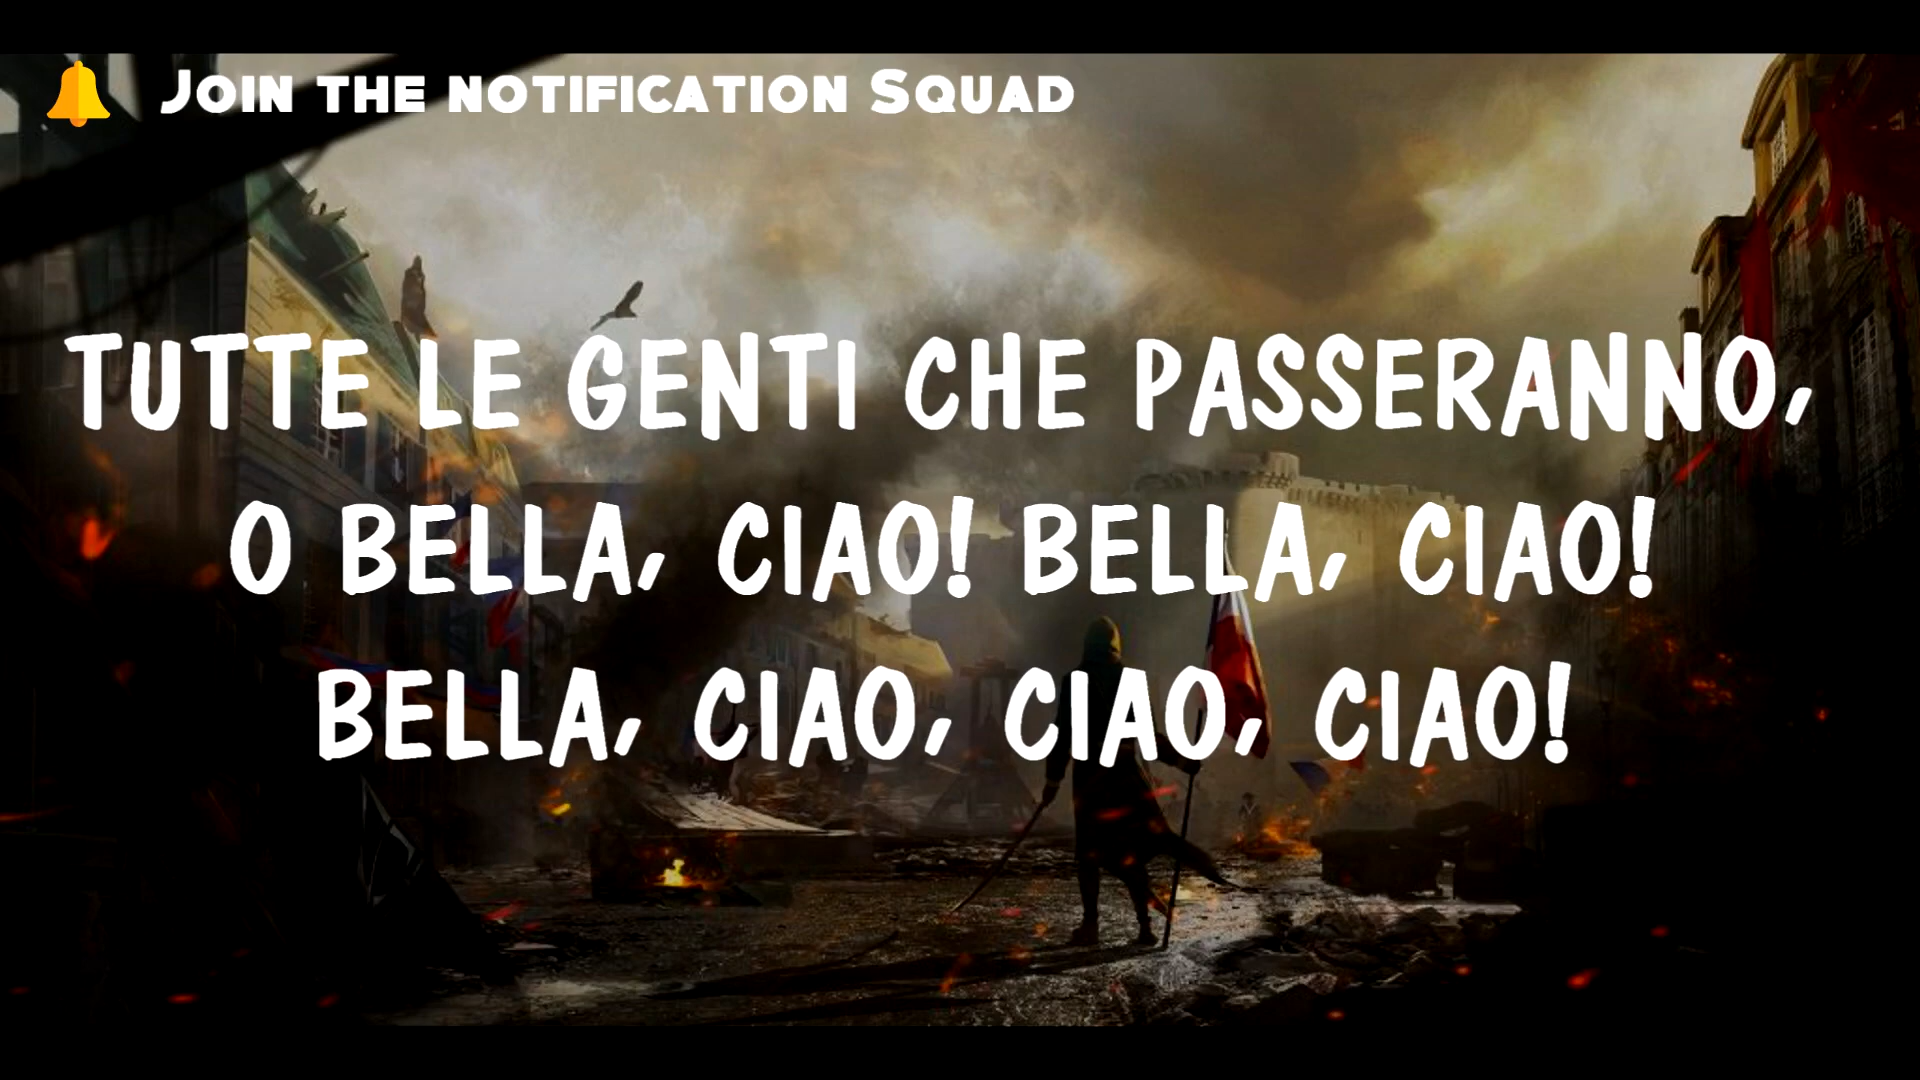 Join the notification Squad
TUTTE LE GENTI CHE PASSERANNO,
O BELLA, CIAO! BELLA, CIAO!
BELLA, CIAO, CIAO, CIAO!